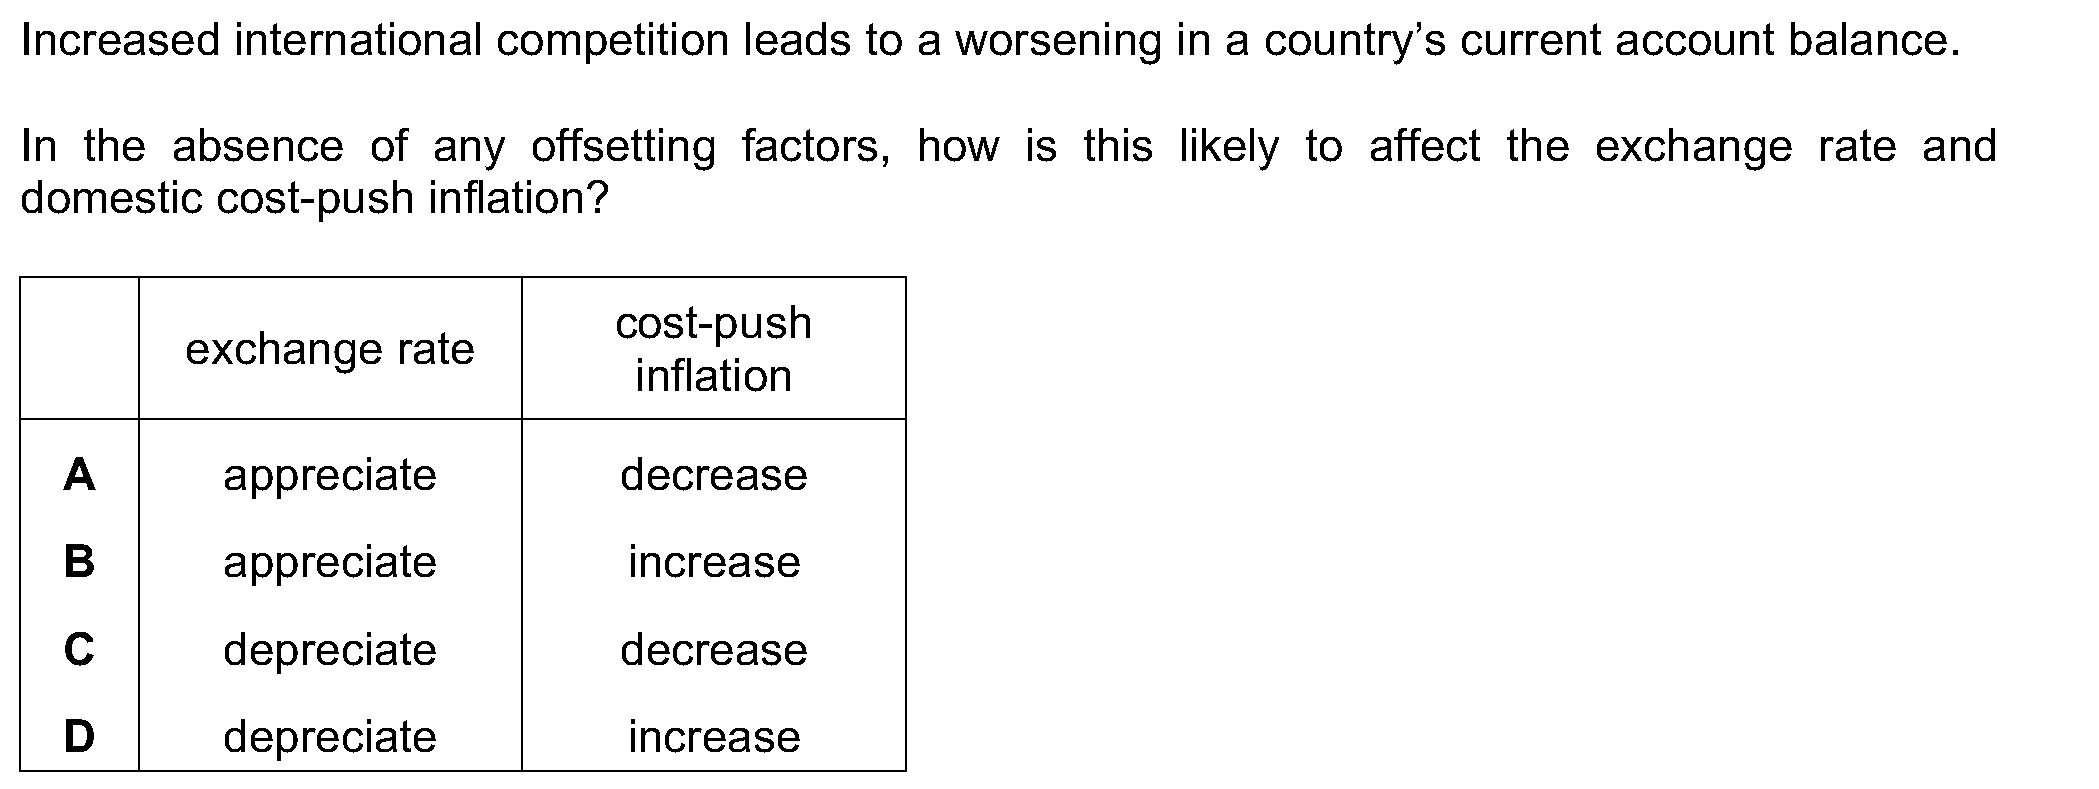 Increased international competition leads to a worsening in a country’s current account balance.
In the absence of any offsetting factors, how is this likely to affect the exchange rate and
domestic cost-push inflation?
exchange rate
cost-push
inflation
A appreciate decrease
B appreciate increase
C depreciate decrease
D depreciate increase